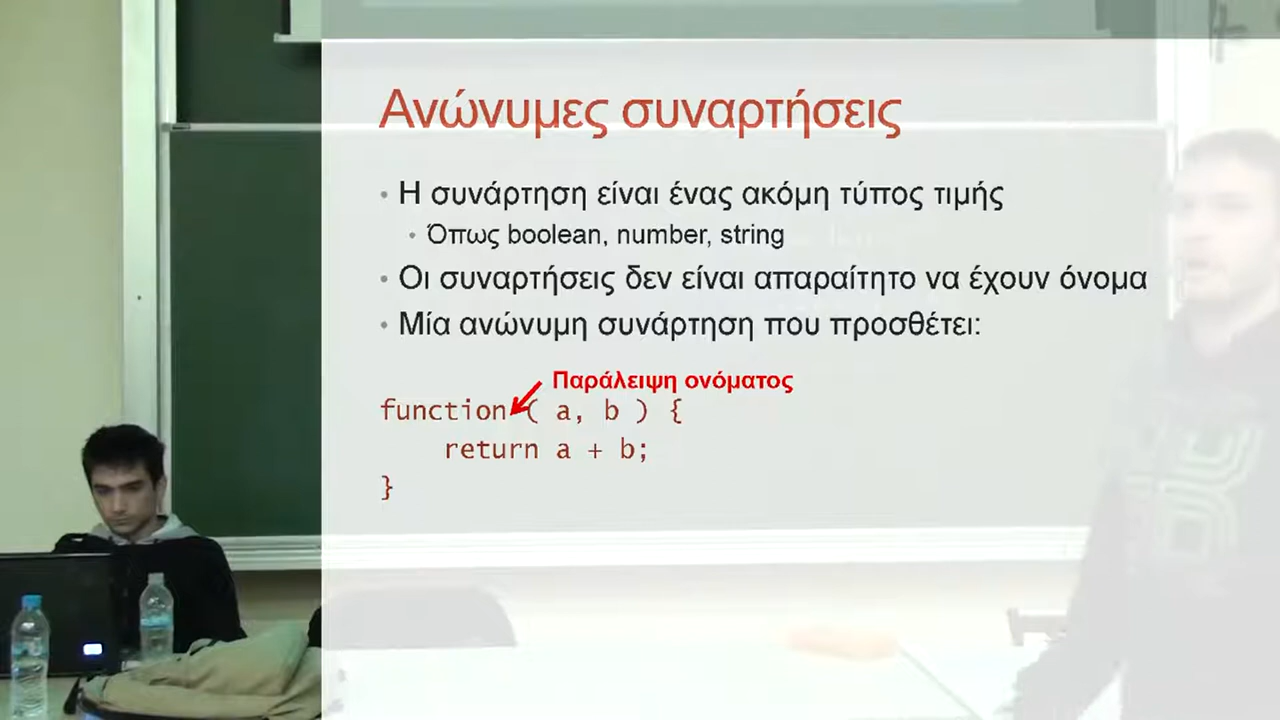 Ανώνυμες συναρτήσεις
• Η συνάρτηση είναι ένας ακόμη τύπος τιμής
• Όπως boolean, number, string
• Οι συναρτήσεις δεν είναι απαραίτητο να έχουν όνομα
• Μία ανώνυμη συνάρτηση που προσθέτει:
Παράλειψη ονόματος
function ( a, b ) {
return a + b;
}